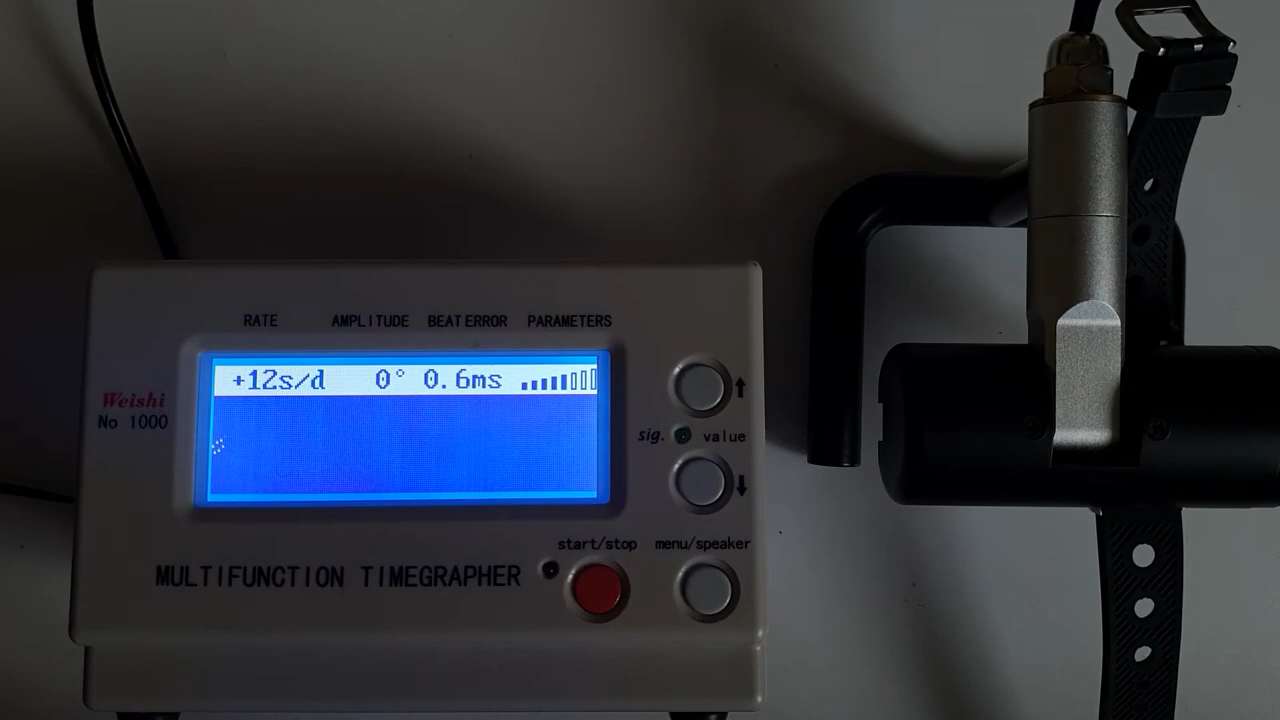 RATE AMPLITUDE BEAT ERROR PARAMETERS
+12s/d 0° 0.6ms
Weishi
No 1000
sig. value
start/stop menu/speaker
MULTIFUNCTION TIMEGRAPHER